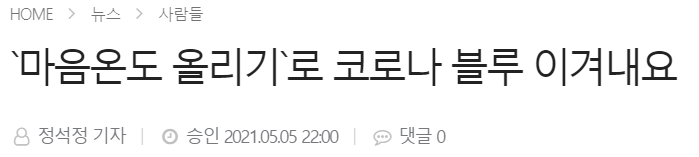 HOME > 뉴스 > 사람들
`마음온도 올리기`로 코로나 블루 이겨내요
정석정 기자 | 승인 2021.05.05 22:00 | 댓글 0